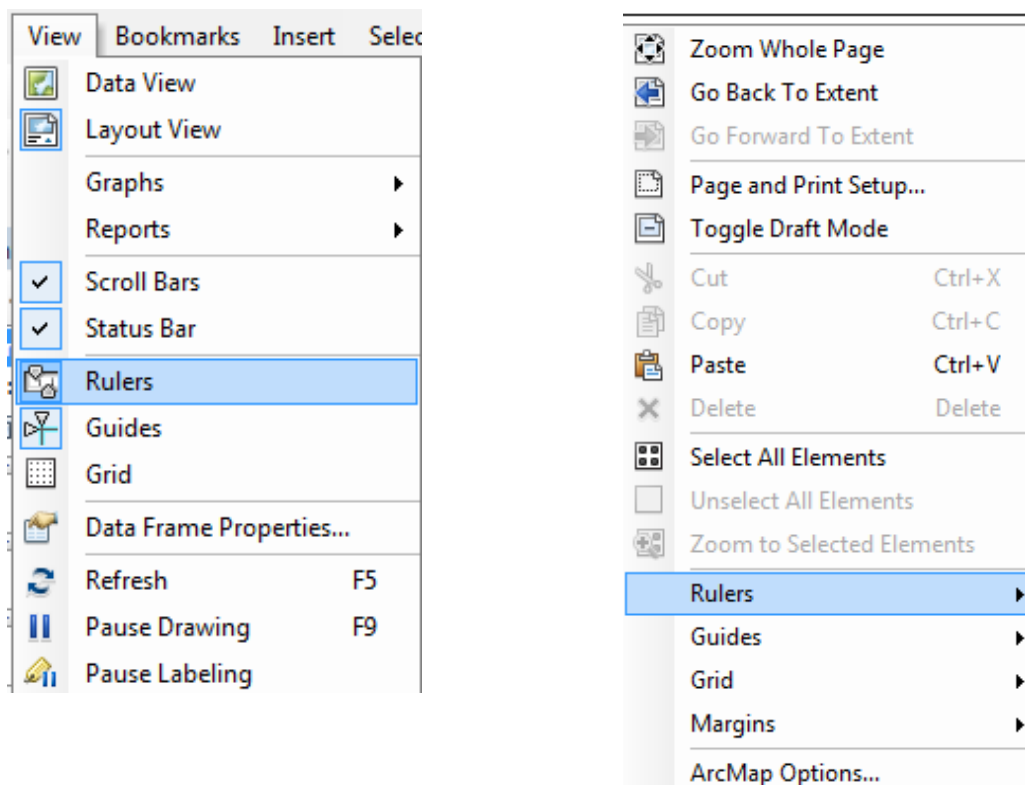 View Bookmarks Insert Selec
Data View
Layout View
Graphs
Reports
Scroll Bars
Status Bar
Rulers
Guides
Grid
Data Frame Properties...
Refresh F5
Pause Drawing F9
Pause Labeling
Zoom Whole Page
Go Back To Extent
Go Forward To Extent
Page and Print Setup...
Toggle Draft Mode
Cut Ctrl+X
Copy Ctrl+C
Paste Ctrl+V
Delete Delete
Select All Elements
Unselect All Elements
Zoom to Selected Elements
Rulers
Guides
Grid
Margins
ArcMap Options...